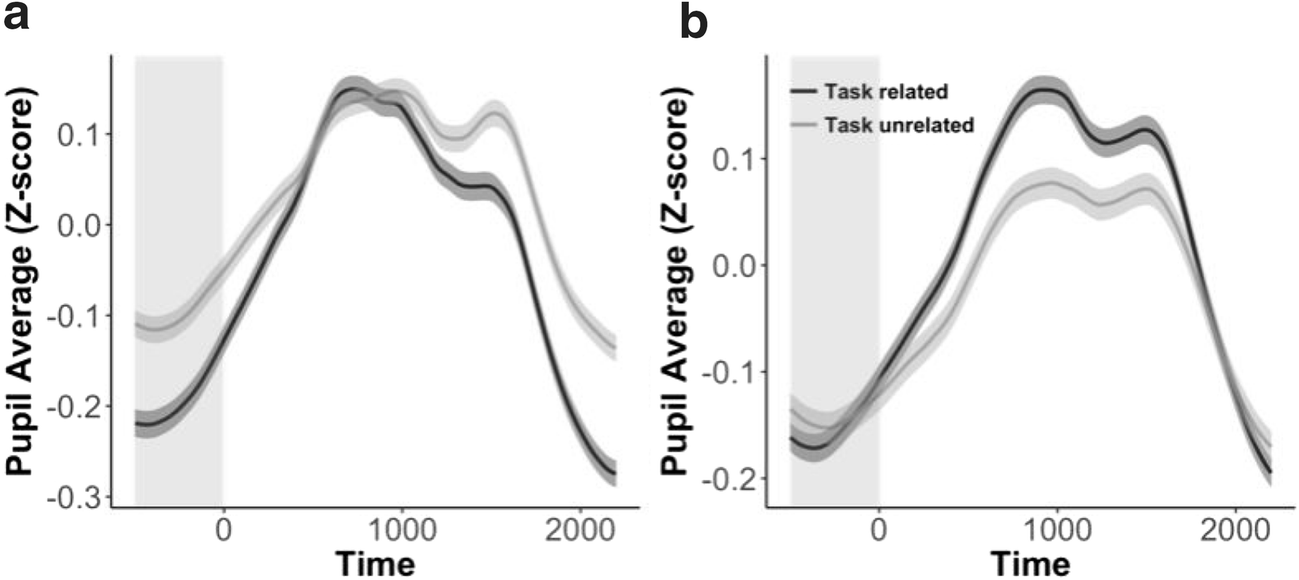 a
Pupil Average (Z-score)
0.1
0.0
-0.1
-0.2
-0.3
0
1000
2000
Time
b
Pupil Average (Z-score)
Task related
Task unrelated
0.1
0.0
-0.1
-0.2
0
1000
2000
Time